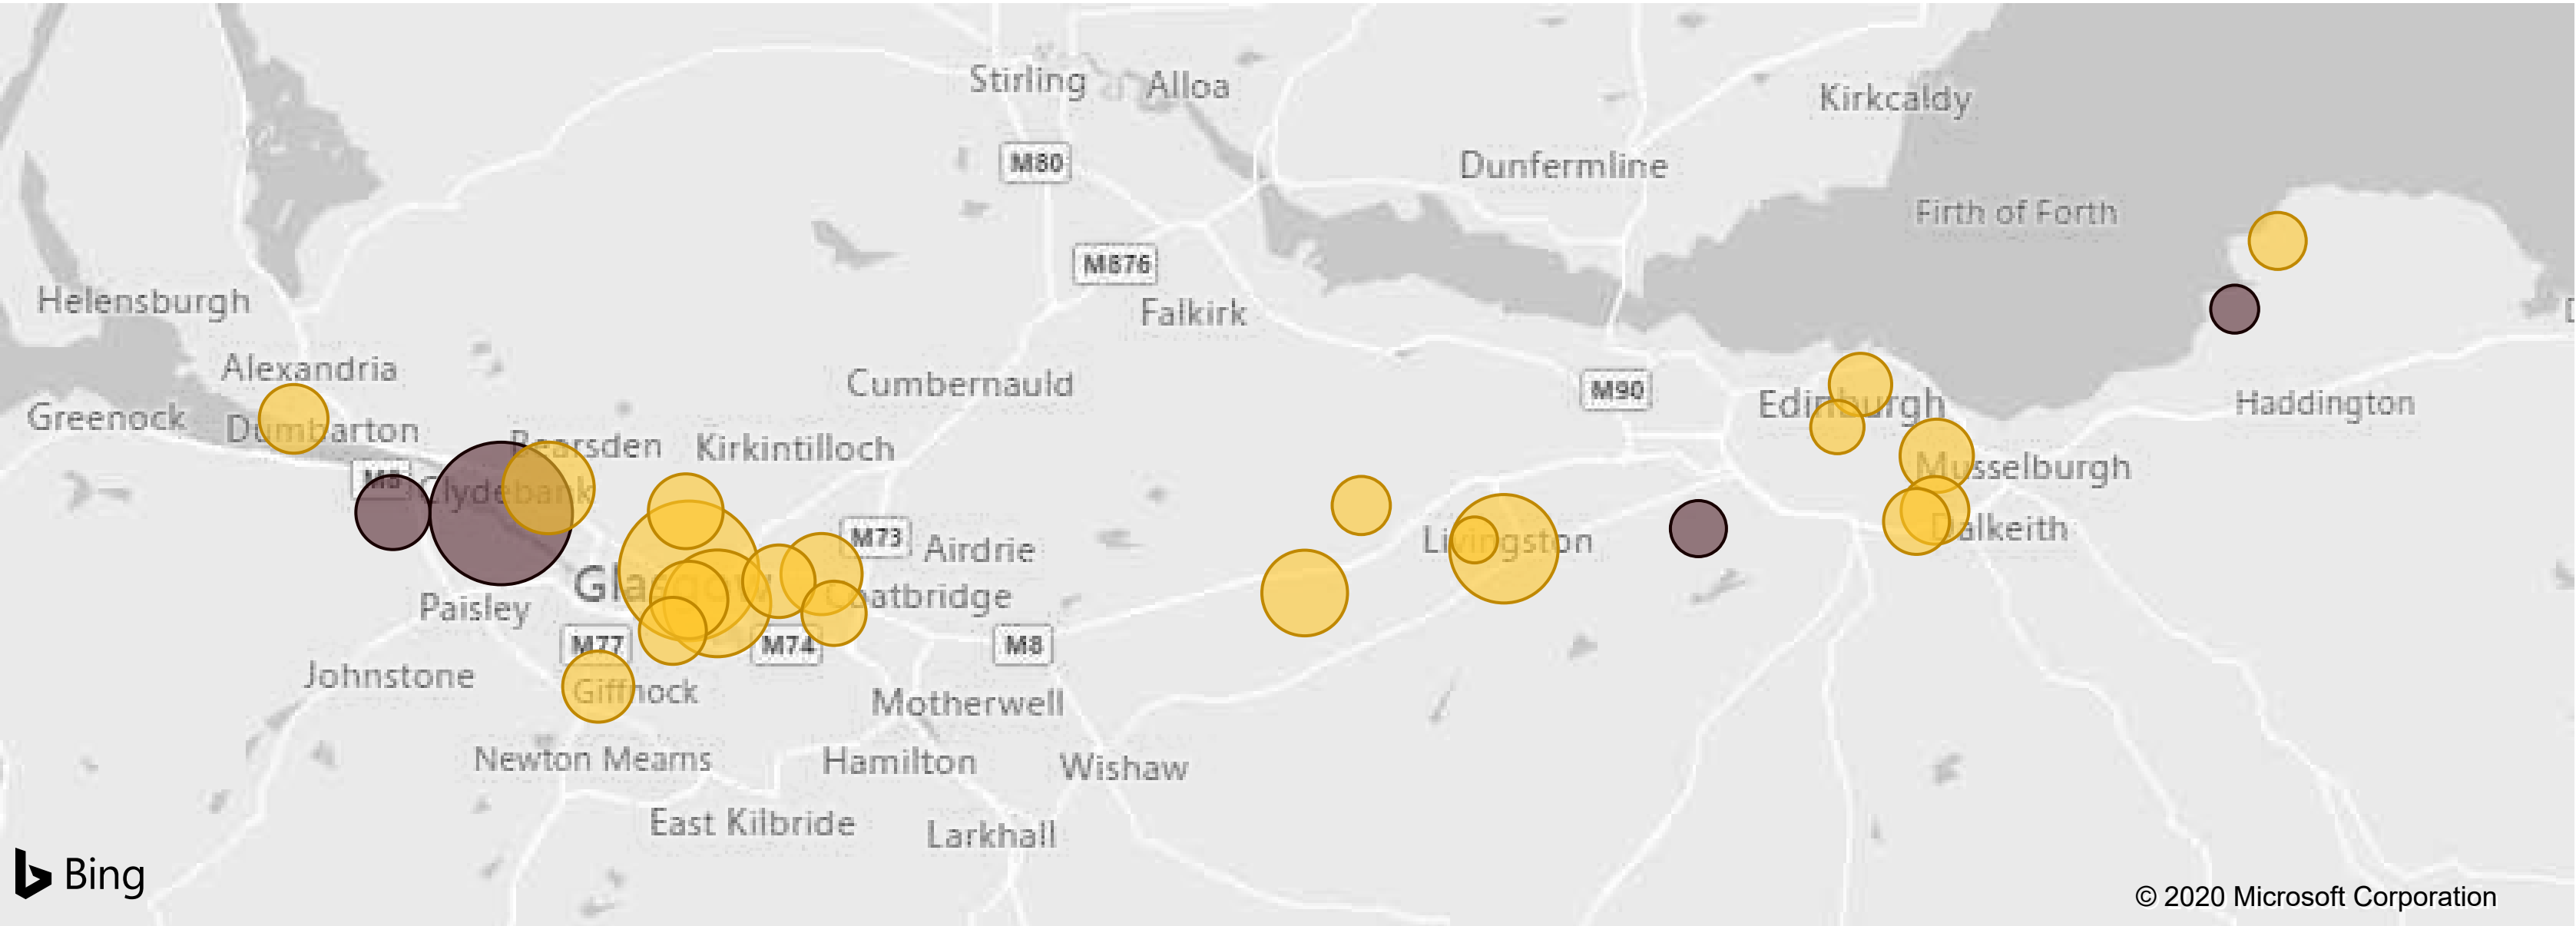 Stirling
Alloa
Kirkcaldy
M80
Dunfermline
Firth of Forth
M876
Helensburgh
Falkirk
Alexandria
Cumbernauld
M90
Edinburgh
Haddington
Greenock
Dumbarton
Bearsden
Kirkintilloch
Musselburgh
M8
Clydebank
M73
Airdrie
Livingston
Dalkeith
Glasgow
Coatbridge
Paisley
M77
M74
M8
Johnstone
Giffnock
Motherwell
Newton Mearns
Hamilton
Wishaw
East Kilbride
Larkhall
Bing
© 2020 Microsoft Corporation